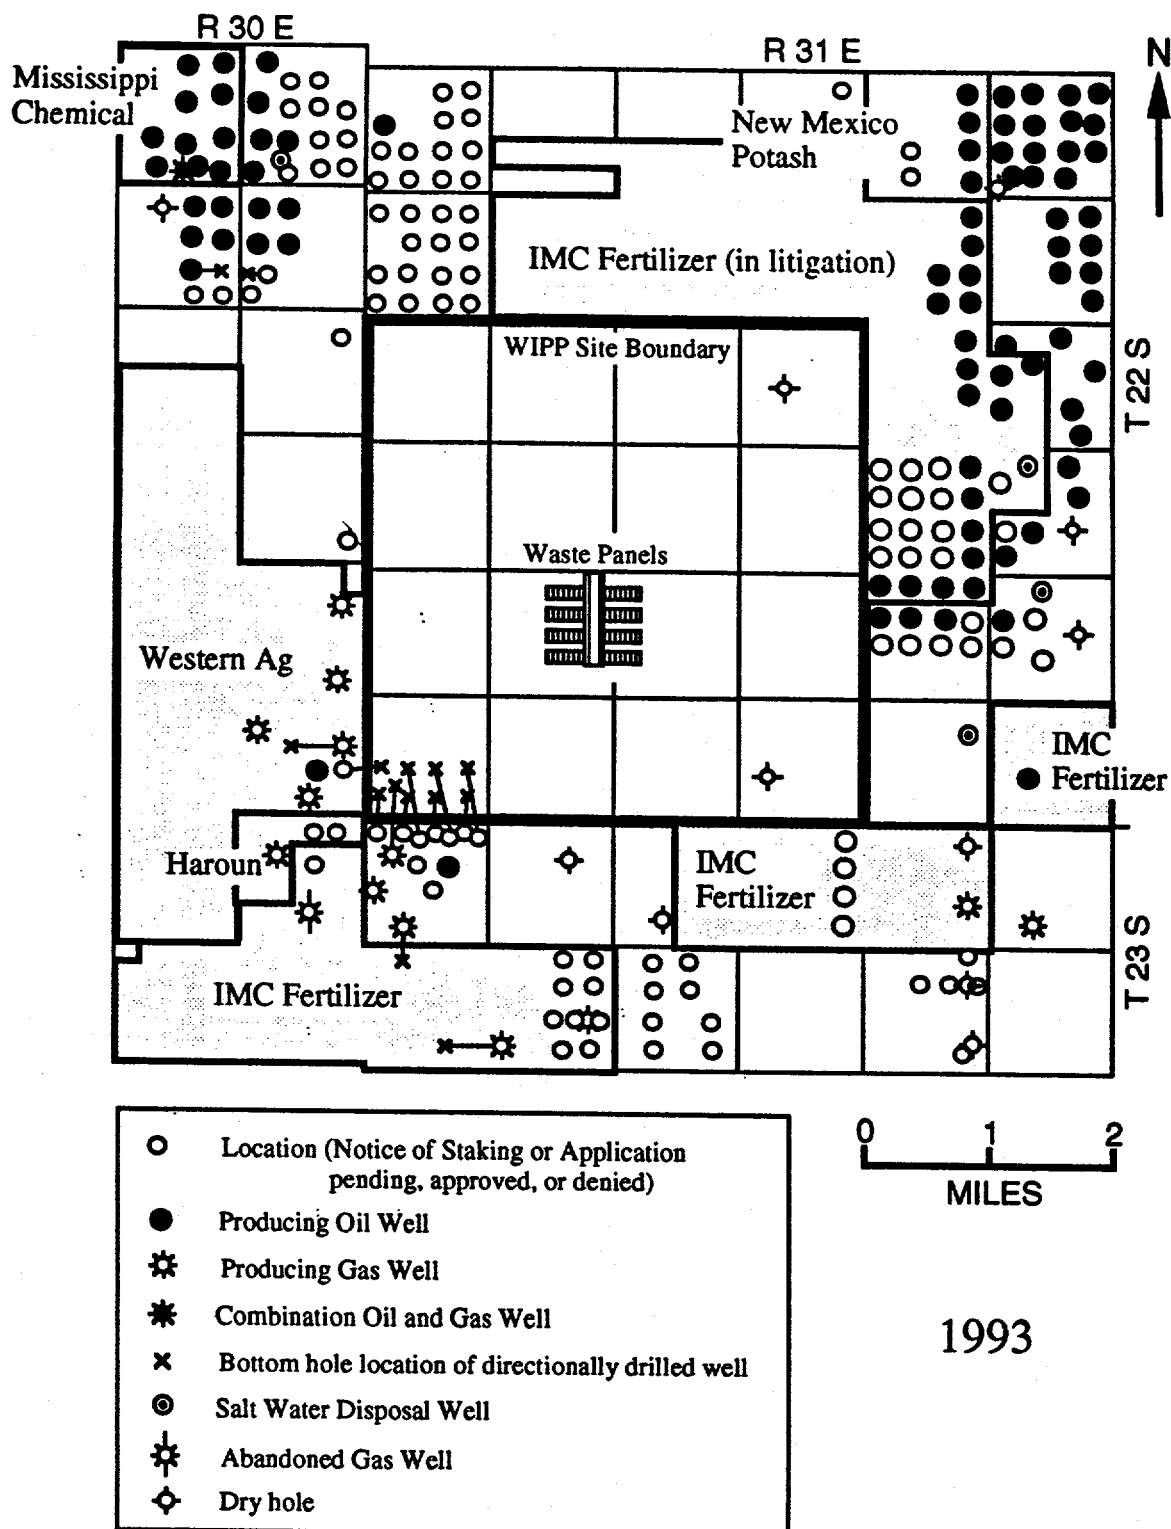 R 30 E
R 31 E
N
Mississippi
Chemical
New Mexico
Potash
IMC Fertilizer (in litigation)
WIPP Site Boundary
T 22 S
Waste Panels
Western Ag
IMC
Fertilizer
Haroun
IMC
Fertilizer
T 23 S
IMC Fertilizer
0 1 2
MILES
Location (Notice of Staking or Application
pending, approved, or denied)
Producing Oil Well
Producing Gas Well
Combination Oil and Gas Well
Bottom hole location of directionally drilled well
Salt Water Disposal Well
Abandoned Gas Well
Dry hole
1993